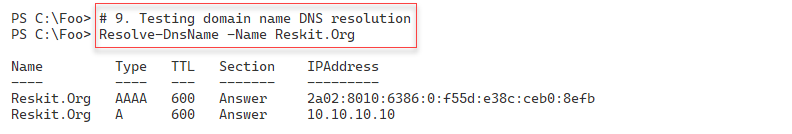 PS C:\Foo> # 9. Testing domain name DNS resolution
PS C:\Foo> Resolve-DnsName -Name Reskit.Org
Name Type TTL Section IPAddress
---- ---- --- ------- ---------
Reskit.Org AAAA 600 Answer 2a02:8010:6386:0:f55d:e38c:ceb0:8efb
Reskit.Org A 600 Answer 10.10.10.10